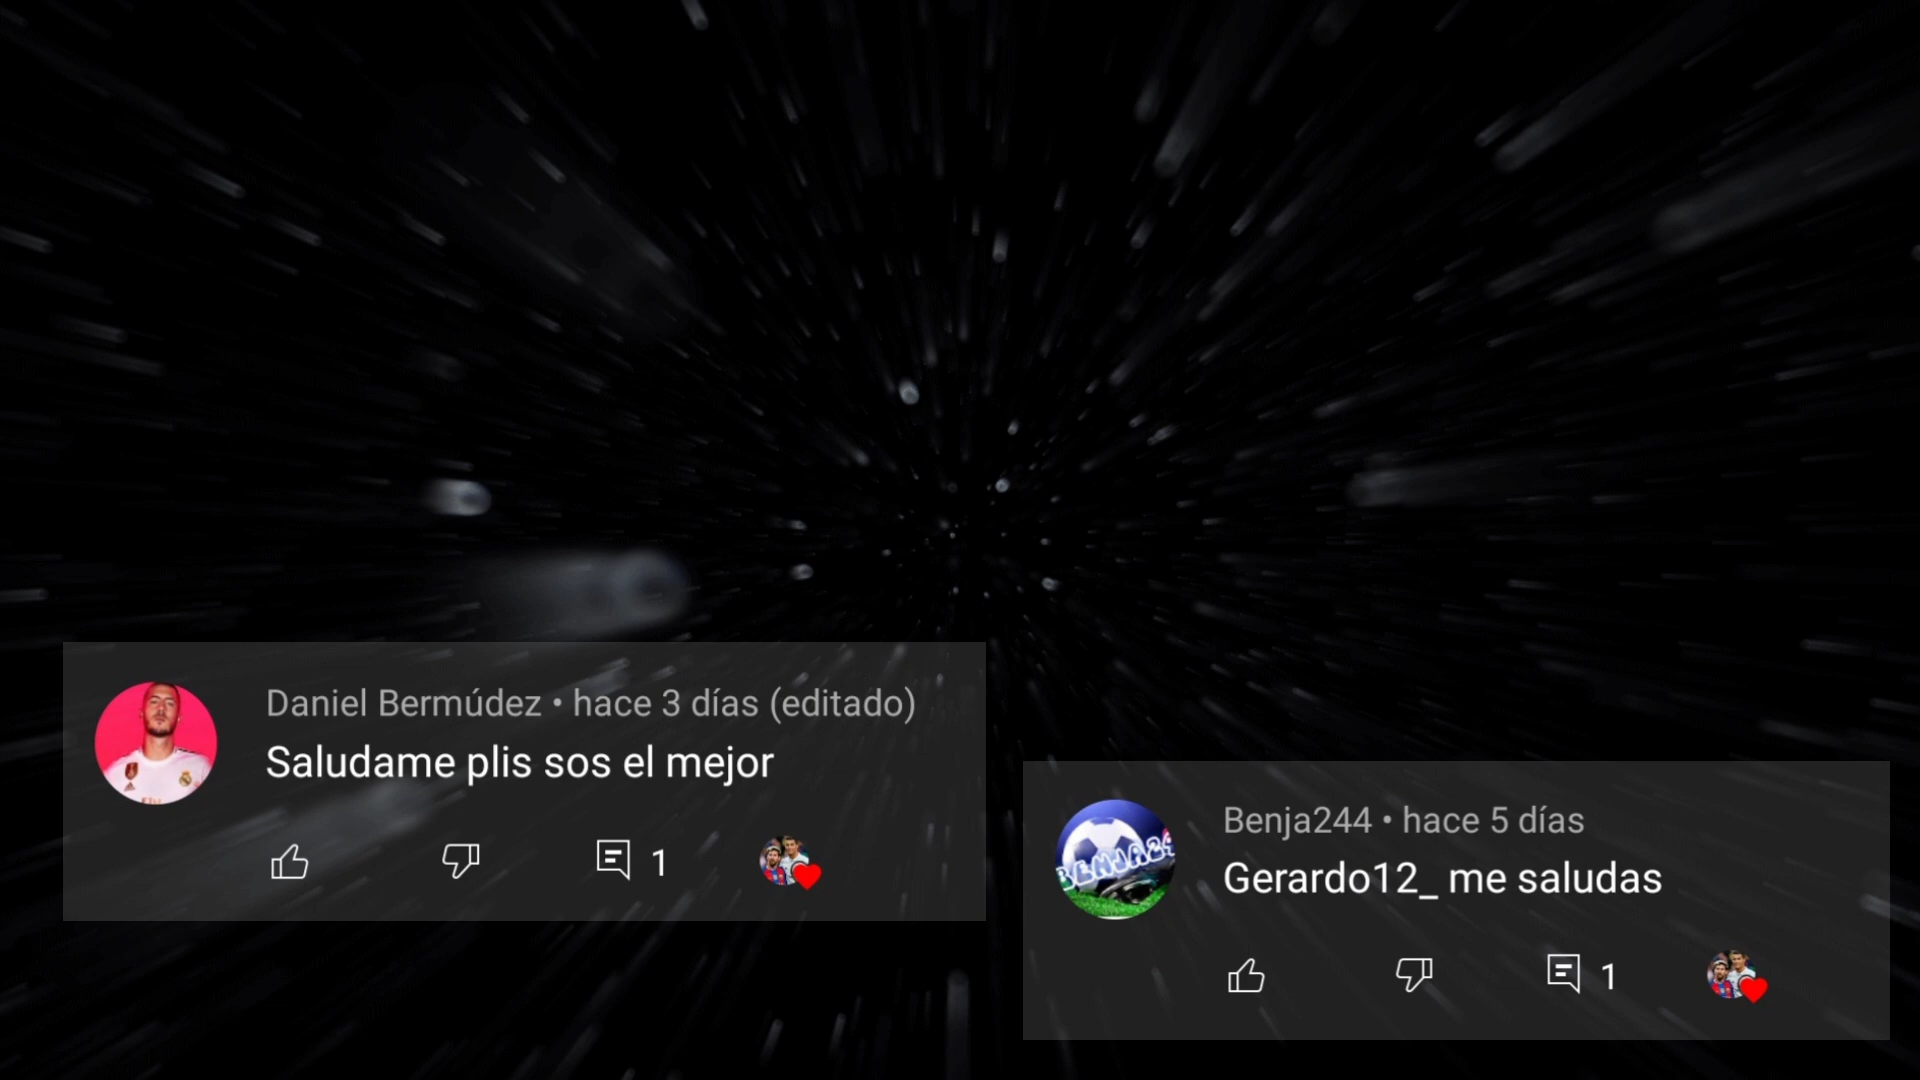 Daniel Bermúdez • hace 3 días (editado)
Saludame plis sos el mejor
1
Benja244 • hace 5 días
Gerardo12_ me saludas
1